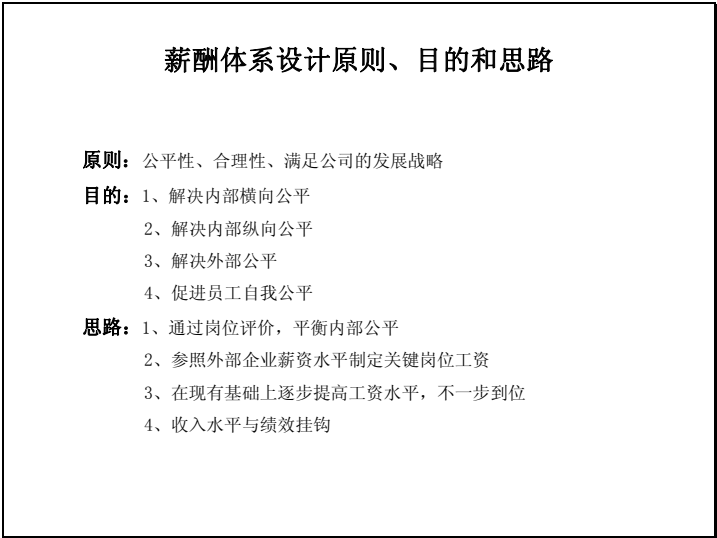 薪酬体系设计原则、目的和思路
原则：公平性、合理性、满足公司的发展战略
目的：1、解决内部横向公平
2、解决内部纵向公平
3、解决外部公平
4、促进员工自我公平
思路：1、通过岗位评价，平衡内部公平
2、参照外部企业薪资水平制定关键岗位工资
3、在现有基础上逐步提高工资水平，不一步到位
4、收入水平与绩效挂钩